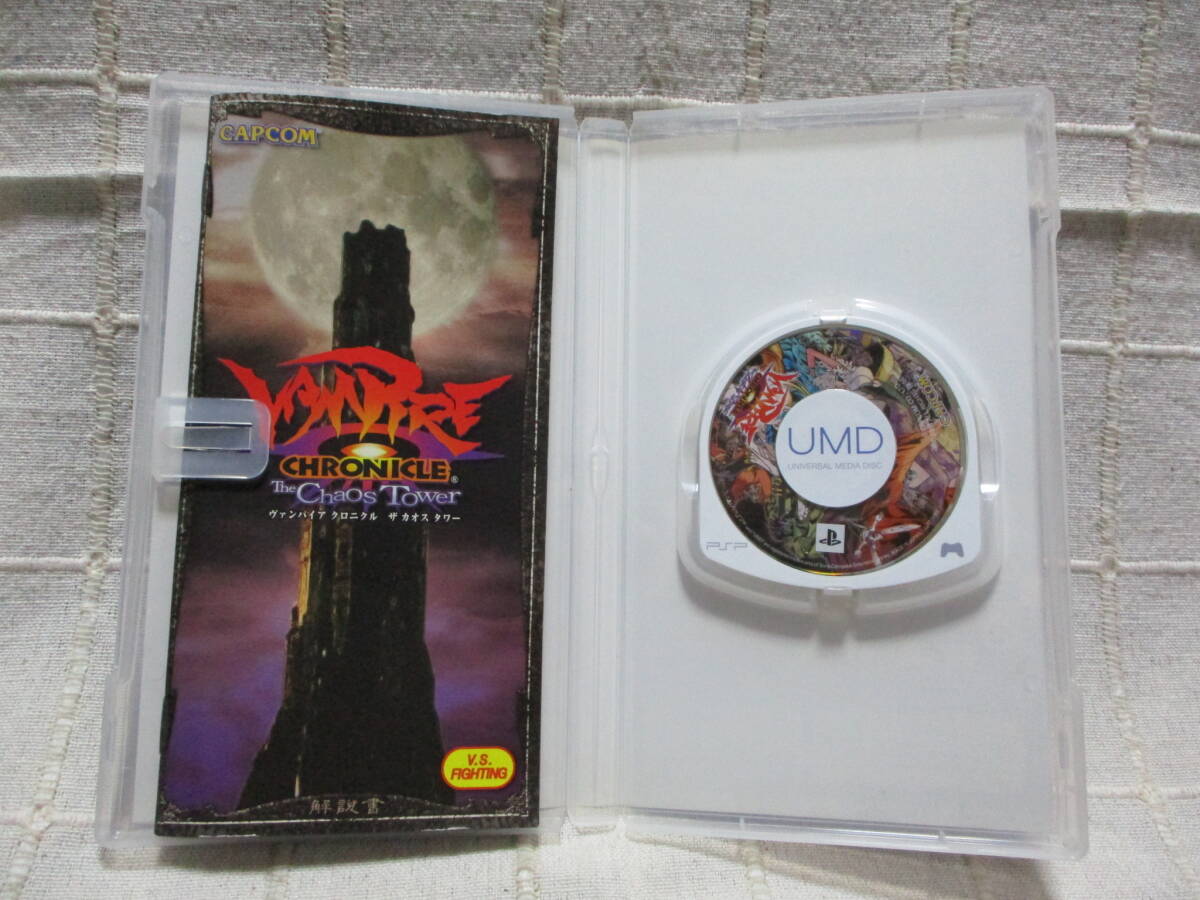 CAPCOM
VAMPIRE
CHRONICLE®
The Chaos Tower
ヴァンパイア クロニクル ザ カオス タワー
V.S.
FIGHTING
解説書
VAMPIRE
UMD
UNIVERSAL MEDIA DISC
PSP